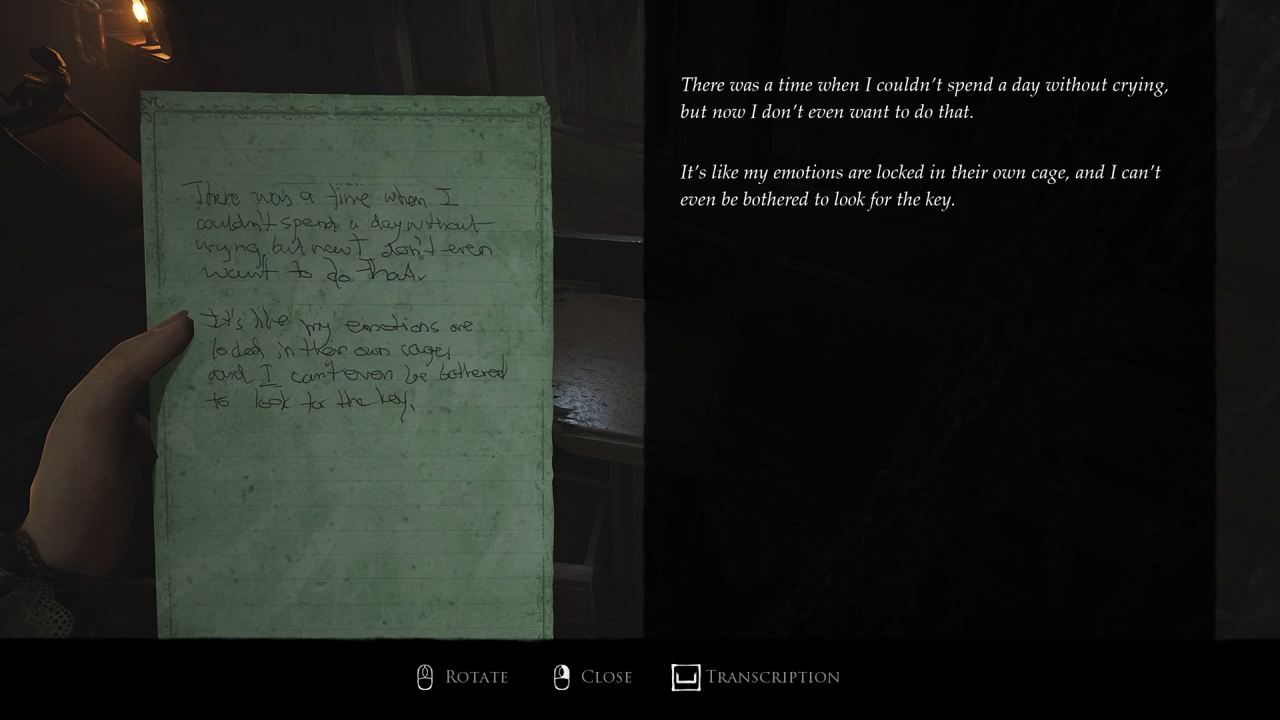 There was a time when I
couldn't spend a day without
crying, but now I don't even
want to do that.
It's like my emotions are
locked in their own cage,
and I can't even be bothered
to look for the key.
There was a time when I couldn't spend a day without crying,
but now I don't even want to do that.
It's like my emotions are locked in their own cage, and I can't
even be bothered to look for the key.
ROTATE CLOSE TRANSCRIPTION